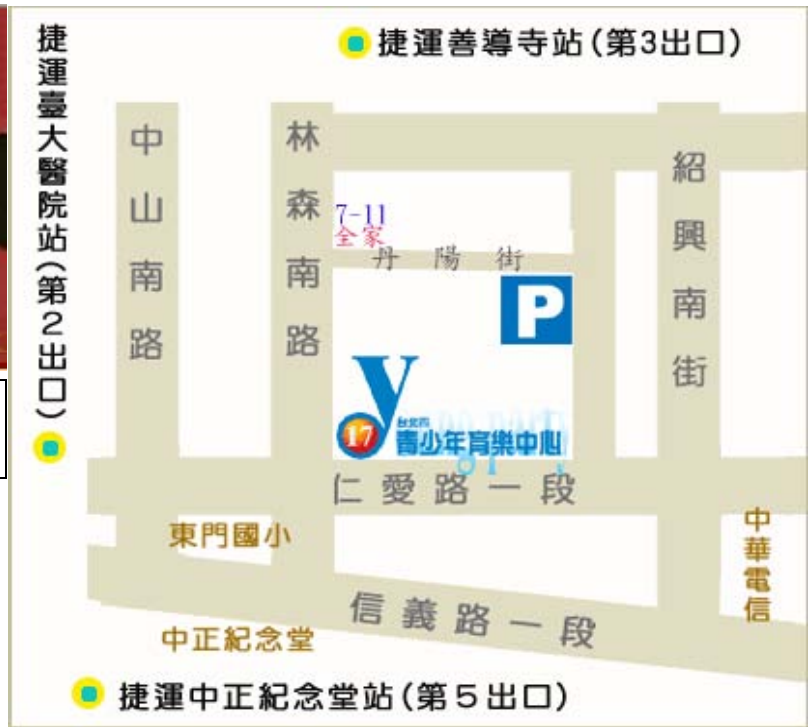 捷運善導寺站(第3出口)
捷運臺大醫院站(第2出口)
中山南路
林森南路
紹興南街
7-11
全家
丹陽街
P
y
17
台北市
青少年育樂中心
仁愛路一段
東門國小
中華電信
信義路一段
中正紀念堂
捷運中正紀念堂站(第5出口)